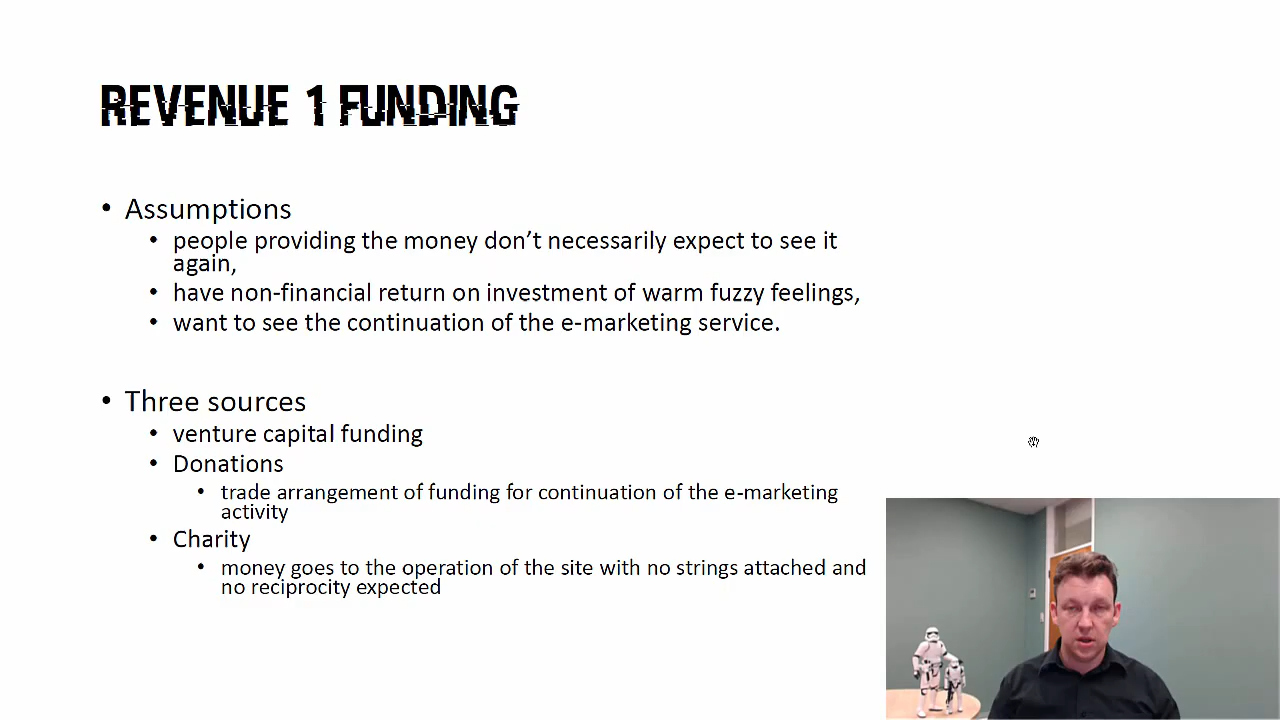 REVENUE 1 FUNDING
• Assumptions
• people providing the money don’t necessarily expect to see it
again,
• have non-financial return on investment of warm fuzzy feelings,
• want to see the continuation of the e-marketing service.
• Three sources
• venture capital funding
• Donations
• trade arrangement of funding for continuation of the e-marketing
activity
• Charity
• money goes to the operation of the site with no strings attached and
no reciprocity expected